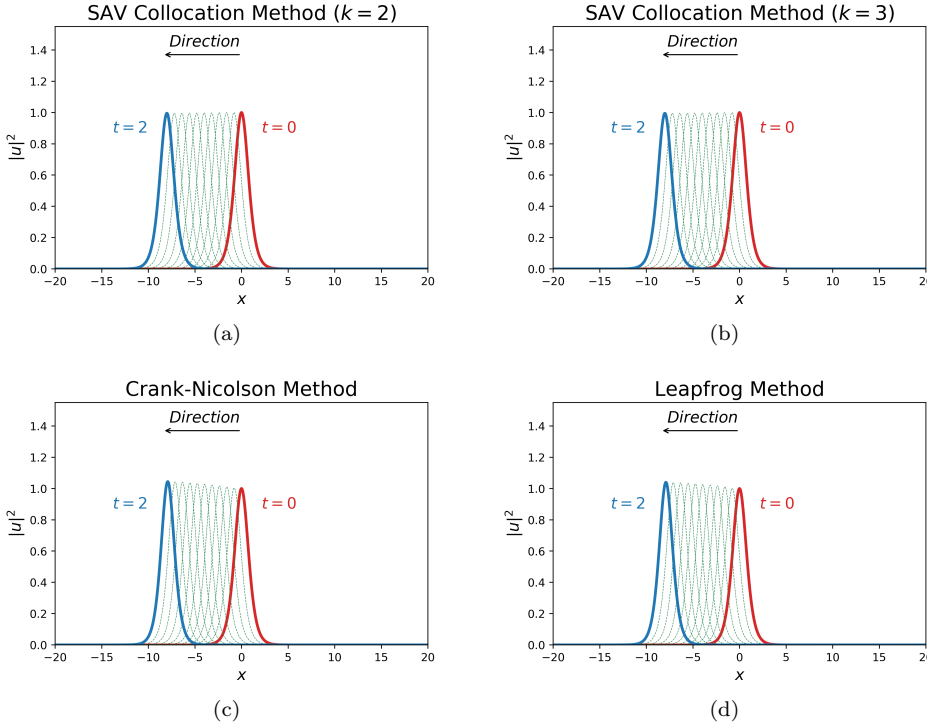 SAV Collocation Method (k = 2)
Direction
t = 2
t = 0
|u|²
1.4
1.2
1.0
0.8
0.6
0.4
0.2
0.0
−20 −15 −10 −5 0 5 10 15 20
x
(a)
SAV Collocation Method (k = 3)
Direction
t = 2
t = 0
|u|²
1.4
1.2
1.0
0.8
0.6
0.4
0.2
0.0
−20 −15 −10 −5 0 5 10 15 20
x
(b)
Crank-Nicolson Method
Direction
t = 2
t = 0
|u|²
1.4
1.2
1.0
0.8
0.6
0.4
0.2
0.0
−20 −15 −10 −5 0 5 10 15 20
x
(c)
Leapfrog Method
Direction
t = 2
t = 0
|u|²
1.4
1.2
1.0
0.8
0.6
0.4
0.2
0.0
−20 −15 −10 −5 0 5 10 15 20
x
(d)